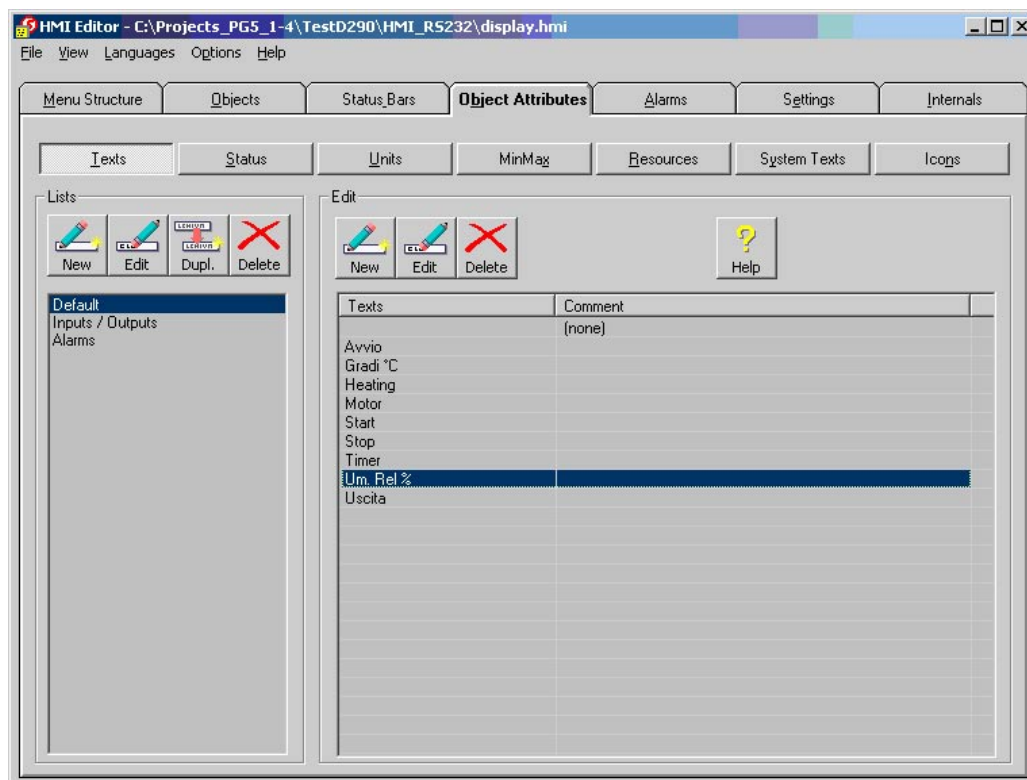 HMI Editor - C:\Projects_PG5_1-4\TestD290\HMI_RS232\display.hmi
File View Languages Options Help
Menu Structure Objects Status Bars Object Attributes Alarms Settings Internals
Texts Status Units MinMax Resources System Texts Icons
Lists Edit
New Edit Dupl. Delete New Edit Delete Help
Default
Inputs / Outputs
Alarms
Texts Comment
(none)
Avvio
Gradi °C
Heating
Motor
Start
Stop
Timer
Um. Rel %
Uscita